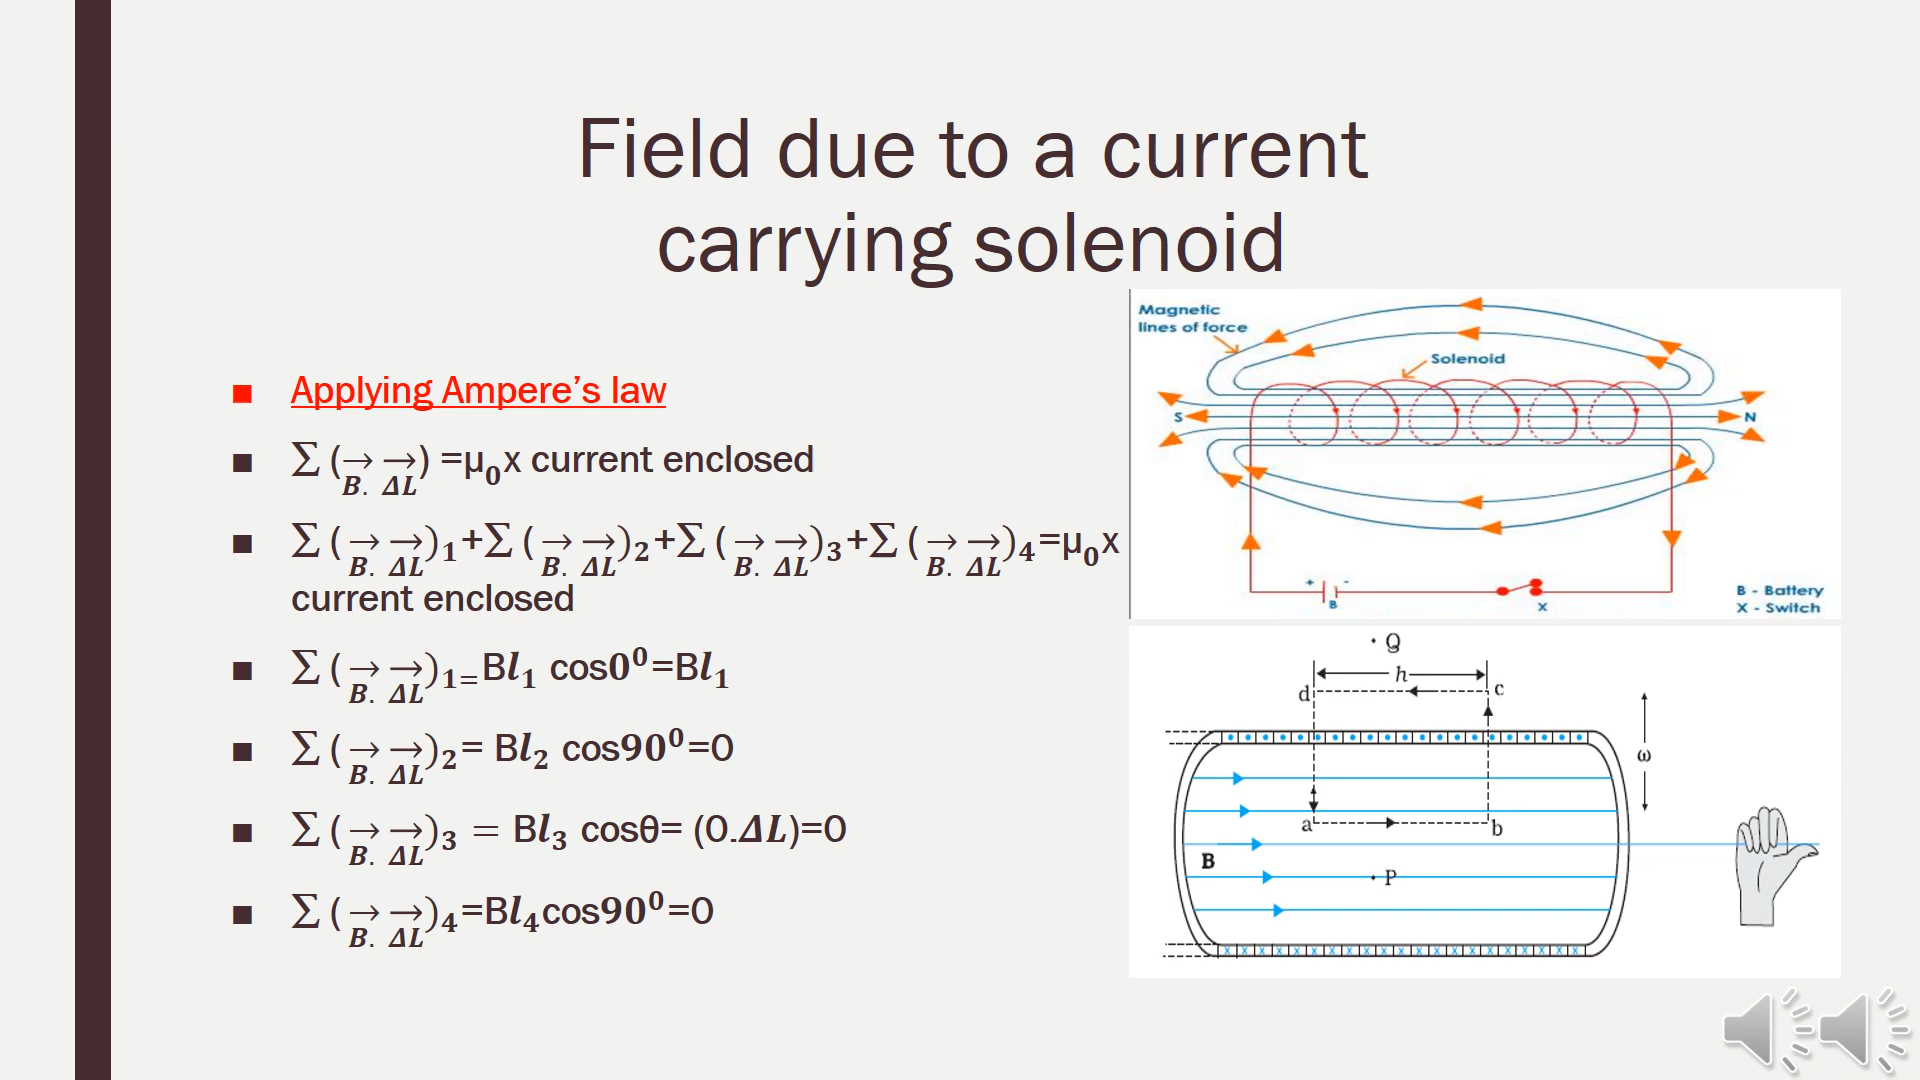 Field due to a current
carrying solenoid
■ Applying Ampere’s law
■ ∑ (B⃗. ΔL⃗) =μ₀x current enclosed
■ ∑ (B⃗. ΔL⃗)₁+∑ (B⃗. ΔL⃗)₂+∑ (B⃗. ΔL⃗)₃+∑ (B⃗. ΔL⃗)₄=μ₀x
current enclosed
■ ∑ (B⃗. ΔL⃗)₁₌Bl₁ cos0⁰=Bl₁
■ ∑ (B⃗. ΔL⃗)₂= Bl₂ cos90⁰=0
■ ∑ (B⃗. ΔL⃗)₃ = Bl₃ cosθ= (0.ΔL)=0
■ ∑ (B⃗. ΔL⃗)₄=Bl₄cos90⁰=0
Magnetic
lines of force
Solenoid
S
N
+ -
B
X
B - Battery
X - Switch
Q
h
d
c
ω
a
b
B
P